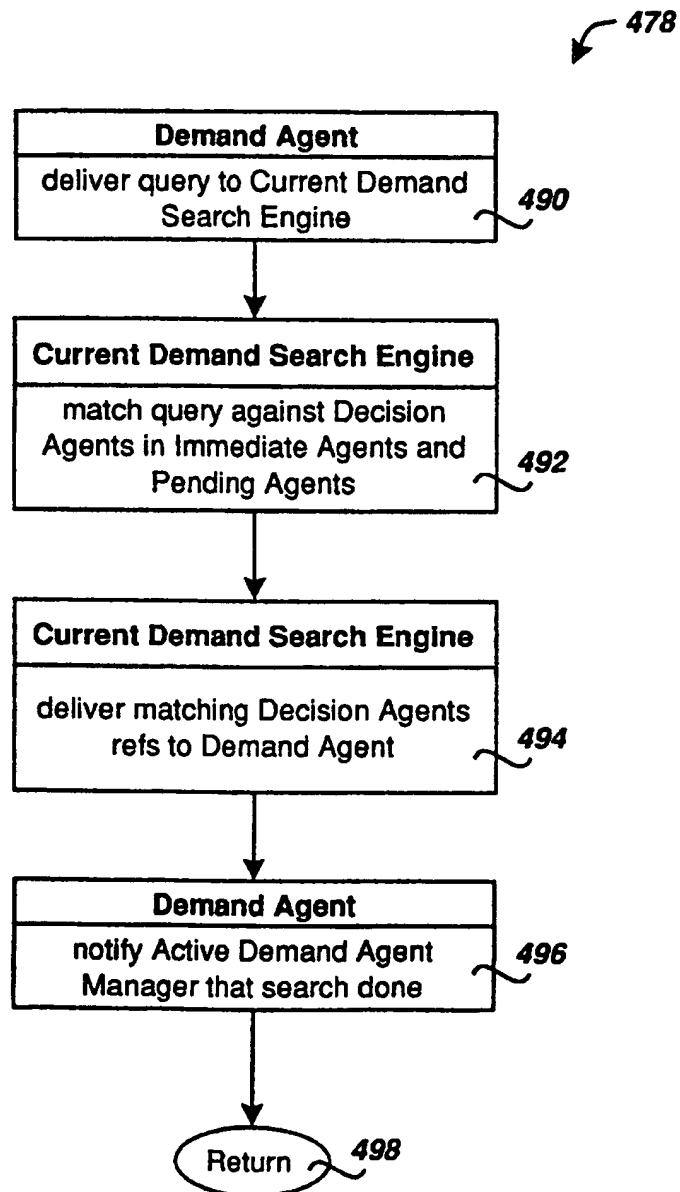 478
Demand Agent
deliver query to Current Demand
Search Engine
490
Current Demand Search Engine
match query against Decision
Agents in Immediate Agents and
Pending Agents
492
Current Demand Search Engine
deliver matching Decision Agents
refs to Demand Agent
494
Demand Agent
notify Active Demand Agent
Manager that search done
496
Return
498